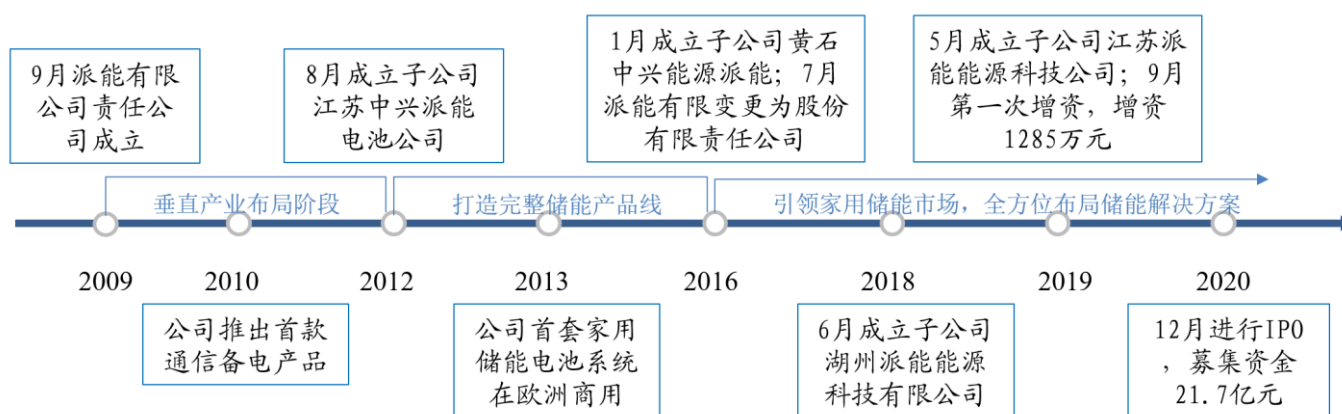 9月派能有限
公司责任公
司成立
8月成立子公司
江苏中兴派能
电池公司
1月成立子公司黄石
中兴能源派能；7月
派能有限变更为股份
有限责任公司
5月成立子公司江苏派
能能源科技公司；9月
第一次增资，增资
1285万元
垂直产业布局阶段
打造完整储能产品线
引领家用储能市场，全方位布局储能解决方案
2009
2010
2012
2013
2016
2018
2019
2020
公司推出首款
通信备电产品
公司首套家用
储能电池系统
在欧洲商用
6月成立子公司
湖州派能能源
科技有限公司
12月进行IPO
，募集资金
21.7亿元